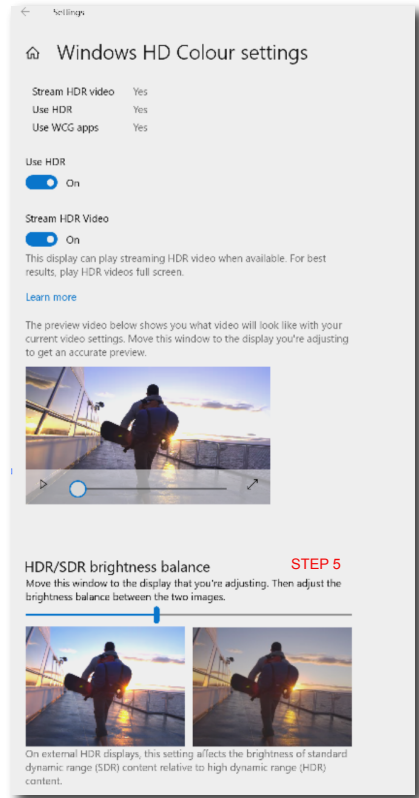 Settings
Windows HD Colour settings
Stream HDR video Yes
Use HDR Yes
Use WCG apps Yes
Use HDR
On
Stream HDR Video
On
This display can play streaming HDR video when available. For best
results, play HDR videos full screen.
Learn more
The preview video below shows you what video will look like with your
current video settings. Move this window to the display you're adjusting
to get an accurate preview.
HDR/SDR brightness balance STEP 5
Move this window to the display that you're adjusting. Then adjust the
brightness balance between the two images.
On external HDR displays, this setting affects the brightness of standard
dynamic range (SDR) content relative to high dynamic range (HDR)
content.